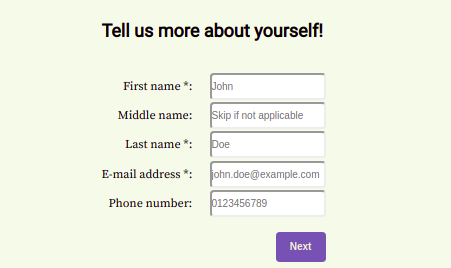 Tell us more about yourself!
First name *: John
Middle name: Skip if not applicable
Last name *: Doe
E-mail address *: john.doe@example.com
Phone number: 0123456789
Next